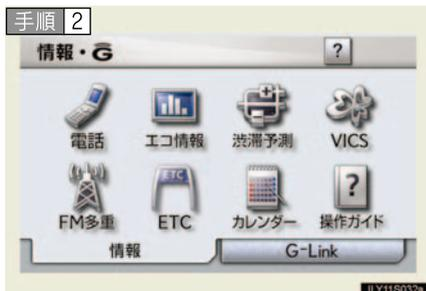 手順 2
情報・G ?
電話 エコ情報 渋滞予測 VICS
FM多重 ETC カレンダー 操作ガイド
情報 G-Link
ILY11S032a